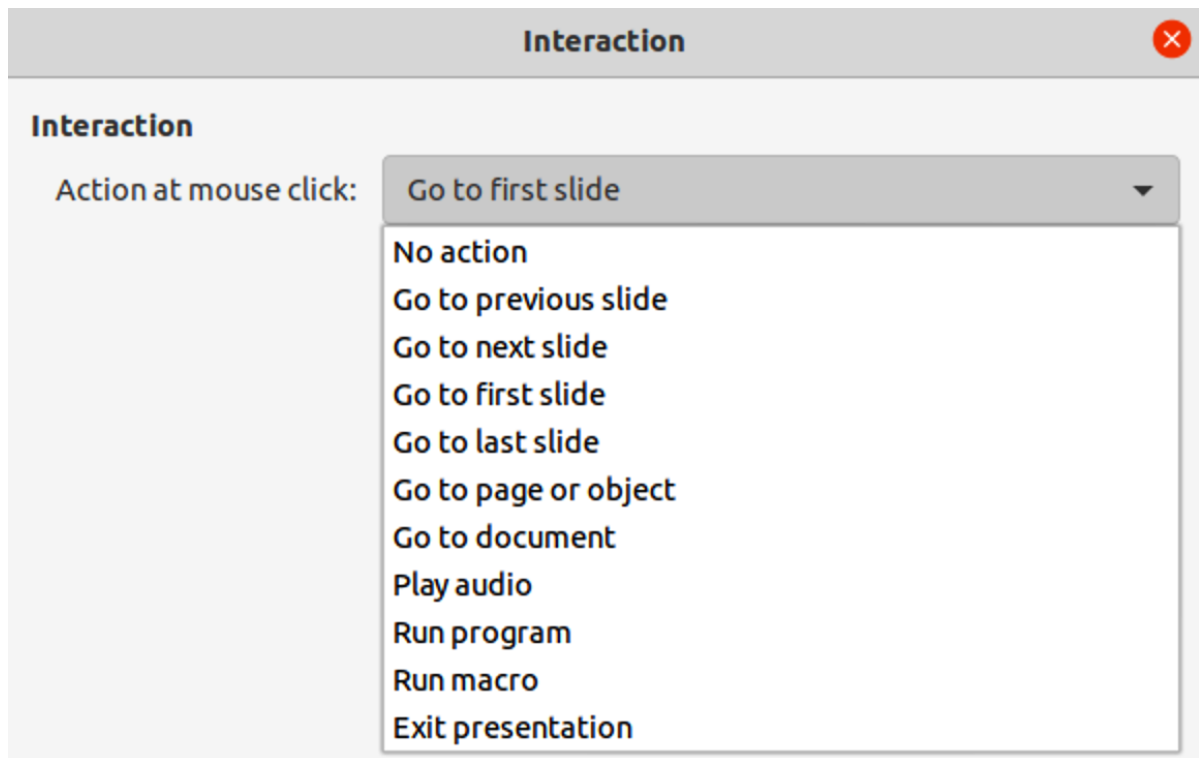 Interaction
Interaction
Action at mouse click: Go to first slide
No action
Go to previous slide
Go to next slide
Go to first slide
Go to last slide
Go to page or object
Go to document
Play audio
Run program
Run macro
Exit presentation